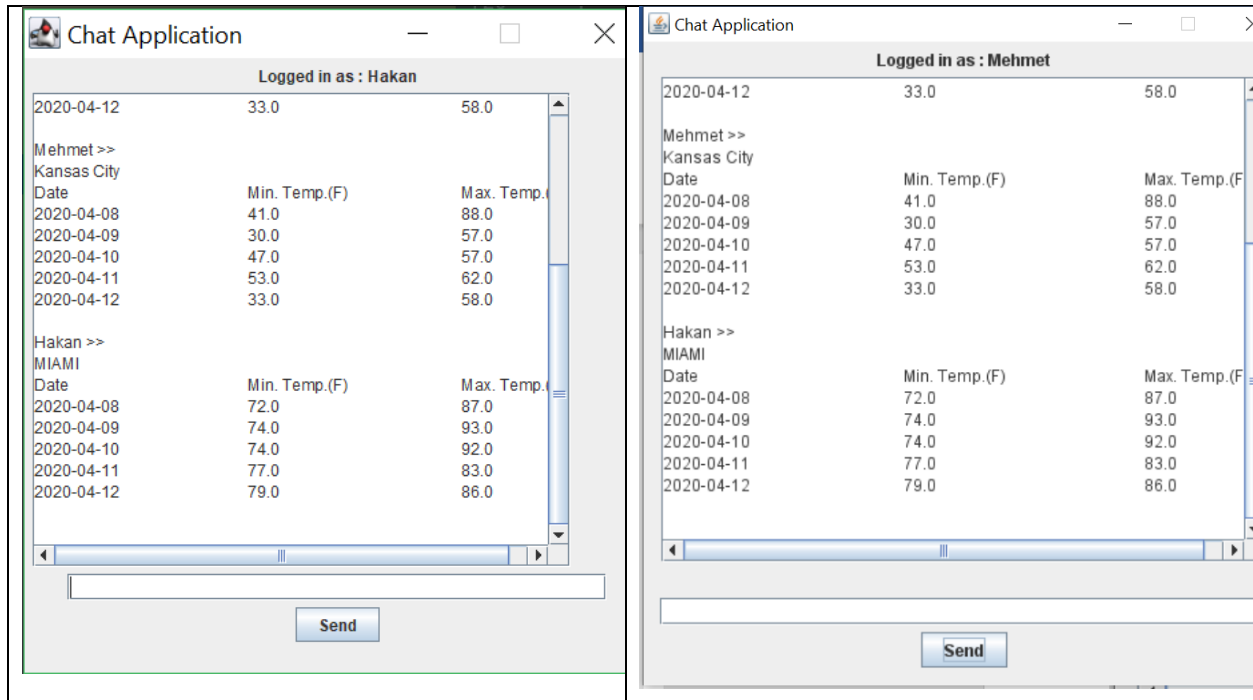 Chat Application
Logged in as : Hakan
2020-04-12 33.0 58.0
Mehmet >>
Kansas City
Date Min. Temp.(F) Max. Temp.(
2020-04-08 41.0 88.0
2020-04-09 30.0 57.0
2020-04-10 47.0 57.0
2020-04-11 53.0 62.0
2020-04-12 33.0 58.0
Hakan >>
MIAMI
Date Min. Temp.(F) Max. Temp.(
2020-04-08 72.0 87.0
2020-04-09 74.0 93.0
2020-04-10 74.0 92.0
2020-04-11 77.0 83.0
2020-04-12 79.0 86.0
Send
Chat Application
Logged in as : Mehmet
2020-04-12 33.0 58.0
Mehmet >>
Kansas City
Date Min. Temp.(F) Max. Temp.(F
2020-04-08 41.0 88.0
2020-04-09 30.0 57.0
2020-04-10 47.0 57.0
2020-04-11 53.0 62.0
2020-04-12 33.0 58.0
Hakan >>
MIAMI
Date Min. Temp.(F) Max. Temp.(F
2020-04-08 72.0 87.0
2020-04-09 74.0 93.0
2020-04-10 74.0 92.0
2020-04-11 77.0 83.0
2020-04-12 79.0 86.0
Send